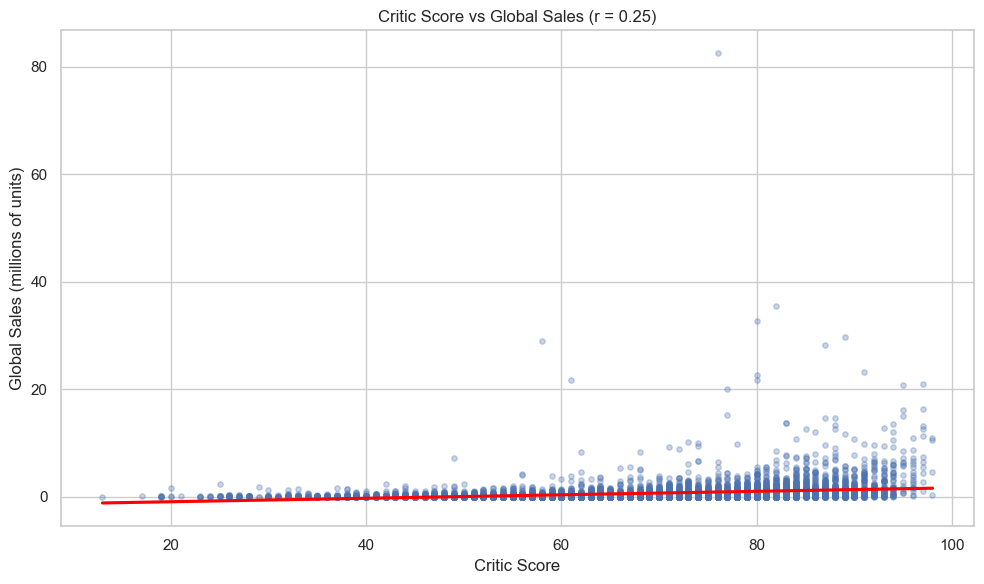 Critic Score vs Global Sales (r = 0.25)
Global Sales (millions of units)
80
60
40
20
0
20 40 60 80 100
Critic Score